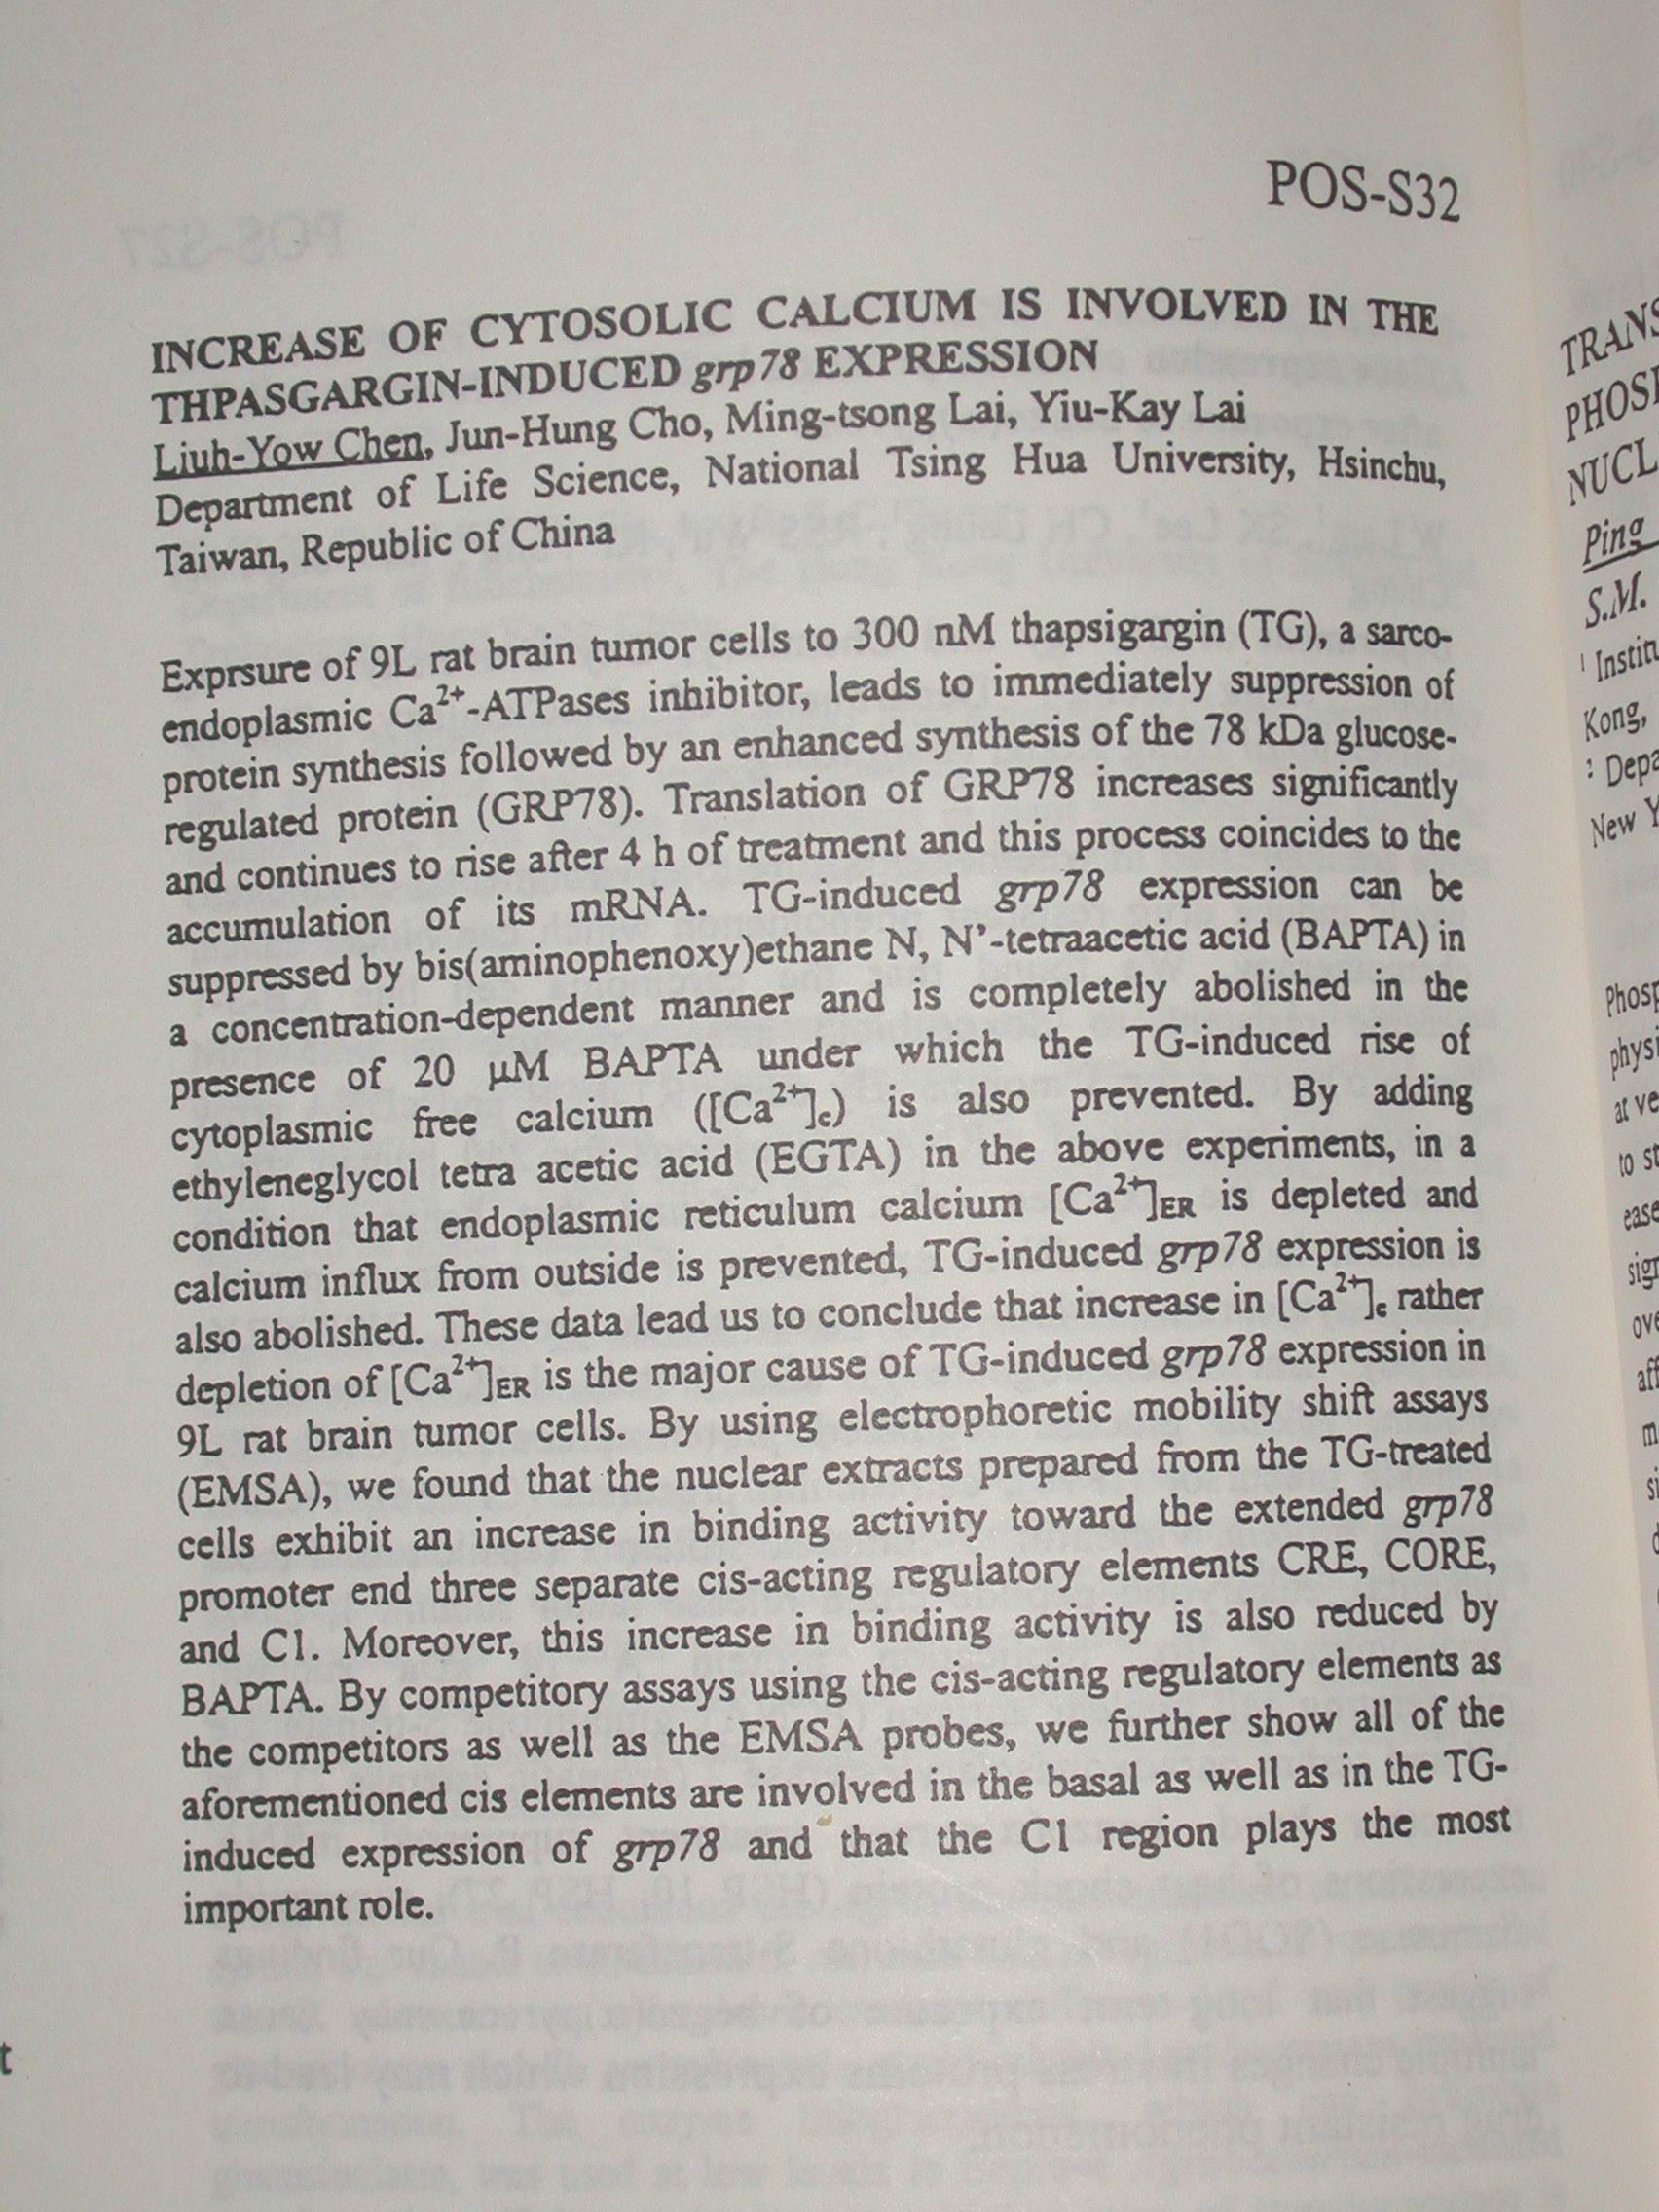 POS-S32
INCREASE OF CYTOSOLIC CALCIUM IS INVOLVED IN THE
THPASGARGIN-INDUCED grp78 EXPRESSION
Liuh-Yow Chen, Jun-Hung Cho, Ming-tsong Lai, Yiu-Kay Lai
Department of Life Science, National Tsing Hua University, Hsinchu,
Taiwan, Republic of China
Exprsure of 9L rat brain tumor cells to 300 nM thapsigargin (TG), a sarco-
endoplasmic Ca²⁺-ATPases inhibitor, leads to immediately suppression of
protein synthesis followed by an enhanced synthesis of the 78 kDa glucose-
regulated protein (GRP78). Translation of GRP78 increases significantly
and continues to rise after 4 h of treatment and this process coincides to the
accumulation of its mRNA. TG-induced grp78 expression can be
suppressed by bis(aminophenoxy)ethane N, N’-tetraacetic acid (BAPTA) in
a concentration-dependent manner and is completely abolished in the
presence of 20 μM BAPTA under which the TG-induced rise of
cytoplasmic free calcium ([Ca²⁺]c) is also prevented. By adding
ethyleneglycol tetra acetic acid (EGTA) in the above experiments, in a
condition that endoplasmic reticulum calcium [Ca²⁺]ER is depleted and
calcium influx from outside is prevented, TG-induced grp78 expression is
also abolished. These data lead us to conclude that increase in [Ca²⁺]c rather
depletion of [Ca²⁺]ER is the major cause of TG-induced grp78 expression in
9L rat brain tumor cells. By using electrophoretic mobility shift assays
(EMSA), we found that the nuclear extracts prepared from the TG-treated
cells exhibit an increase in binding activity toward the extended grp78
promoter end three separate cis-acting regulatory elements CRE, CORE,
and C1. Moreover, this increase in binding activity is also reduced by
BAPTA. By competitory assays using the cis-acting regulatory elements as
the competitors as well as the EMSA probes, we further show all of the
aforementioned cis elements are involved in the basal as well as in the TG-
induced expression of grp78 and that the C1 region plays the most
important role.
TRANS
PHOSP
NUCL
Ping
S.M.
Kong,
New Y